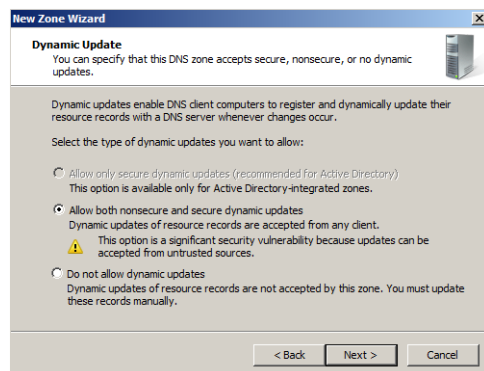 New Zone Wizard
Dynamic Update
You can specify that this DNS zone accepts secure, nonsecure, or no dynamic
updates.
Dynamic updates enable DNS client computers to register and dynamically update their
resource records with a DNS server whenever changes occur.
Select the type of dynamic updates you want to allow:
Allow only secure dynamic updates (recommended for Active Directory)
This option is available only for Active Directory-integrated zones.
Allow both nonsecure and secure dynamic updates
Dynamic updates of resource records are accepted from any client.
This option is a significant security vulnerability because updates can be
accepted from untrusted sources.
Do not allow dynamic updates
Dynamic updates of resource records are not accepted by this zone. You must update
these records manually.
< Back Next > Cancel